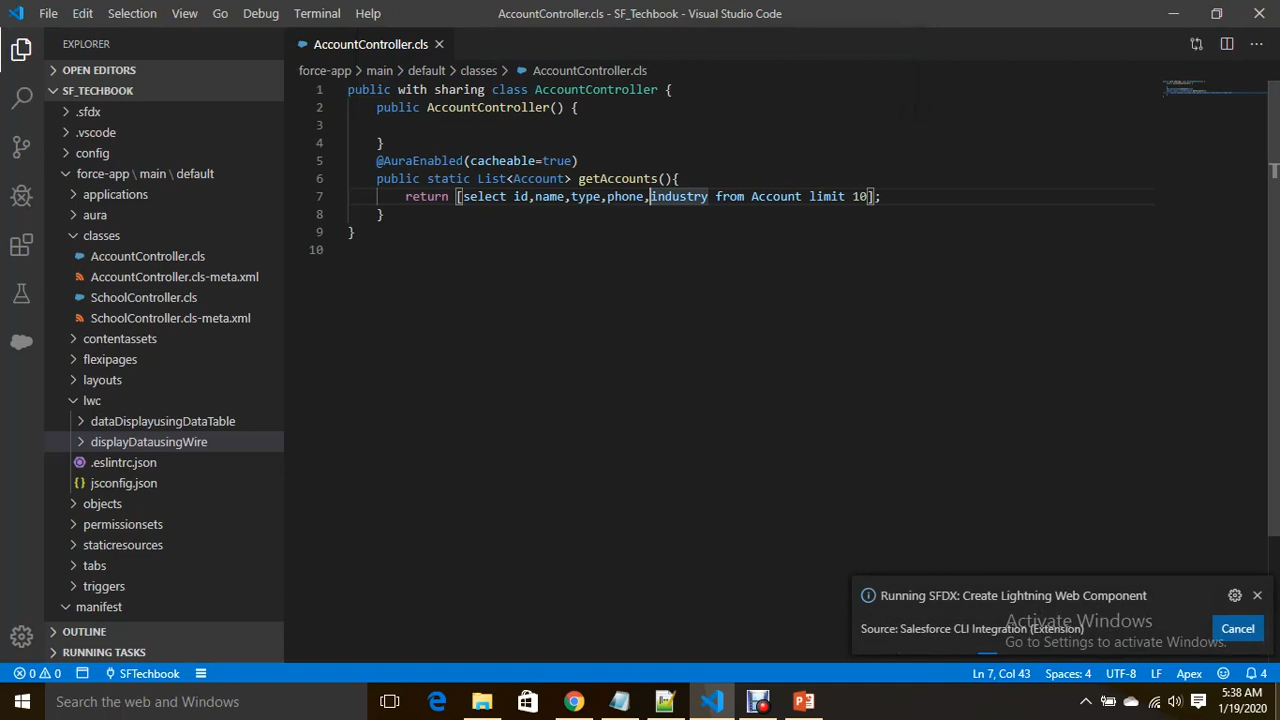 File Edit Selection View Go Debug Terminal Help AccountController.cls - SF_Techbook - Visual Studio Code
EXPLORER
OPEN EDITORS
SF_TECHBOOK
.sfdx
.vscode
config
force-app \ main \ default
applications
aura
classes
AccountController.cls
AccountController.cls-meta.xml
SchoolController.cls
SchoolController.cls-meta.xml
contentassets
flexipages
layouts
lwc
dataDisplayusingDataTable
displayDatausingWire
.eslintrc.json
jsconfig.json
objects
permissionsets
staticresources
tabs
triggers
manifest
OUTLINE
RUNNING TASKS
AccountController.cls
force-app > main > default > classes > AccountController.cls
1 public with sharing class AccountController {
2 public AccountController() {
3
4 }
5 @AuraEnabled(cacheable=true)
6 public static List<Account> getAccounts(){
7 return [select id,name,type,phone,industry from Account limit 10];
8 }
9 }
10
Running SFDX: Create Lightning Web Component
Source: Salesforce CLI Integration (Extension) Cancel
Activate Windows
Go to Settings to activate Windows.
0 0 SFTechbook Ln 7, Col 43 Spaces: 4 UTF-8 LF Apex 4
Search the web and Windows
5:38 AM
1/19/2020